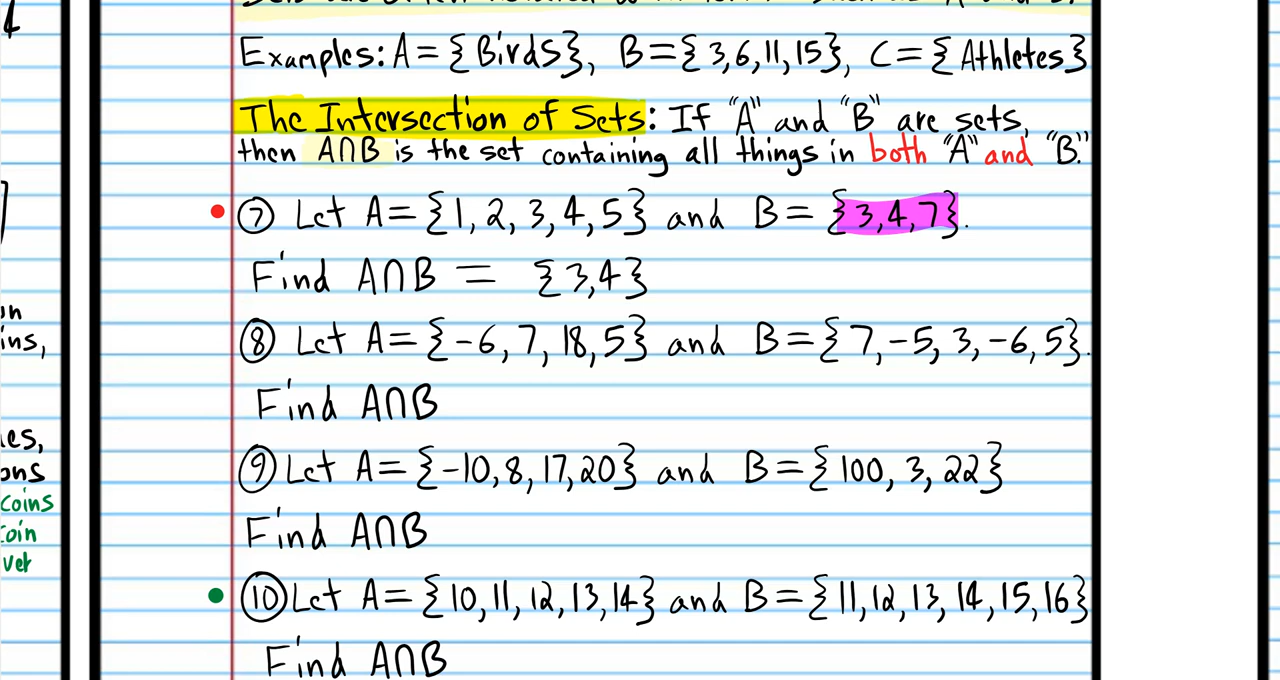 Examples: A = {Birds}, B = {3,6,11,15}, C = {Athletes}
The Intersection of Sets: If "A" and "B" are sets,
then A∩B is the set containing all things in both "A" and "B."
⑦ Let A = {1, 2, 3, 4, 5} and B = {3,4,7}.
Find A∩B = {3,4}
⑧ Let A = {-6, 7, 18, 5} and B = {7, -5, 3, -6, 5}.
Find A∩B
⑨ Let A = {-10, 8, 17, 20} and B = {100, 3, 22}
Find A∩B
⑩ Let A = {10, 11, 12, 13, 14} and B = {11, 12, 13, 14, 15, 16}
Find A∩B
ins,
ons
coins